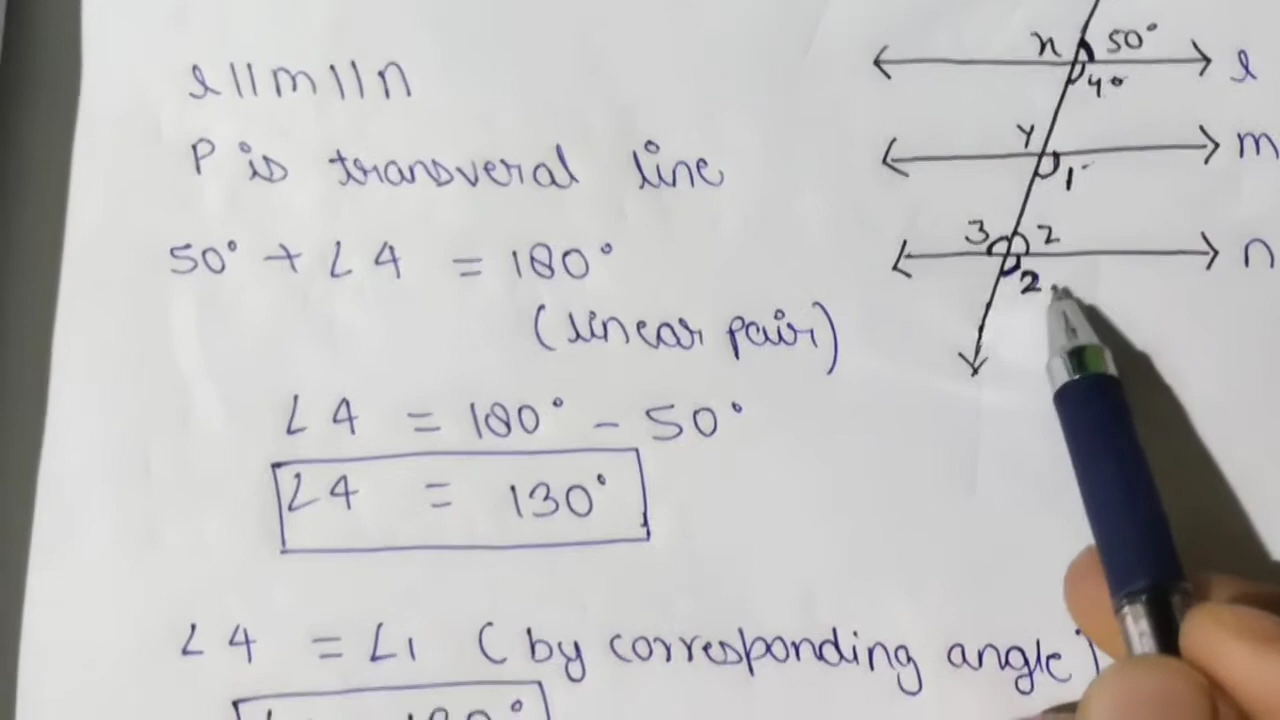 l || m || n
P is transveral line
50° + ∠4 = 180°
(linear pair)
∠4 = 180° - 50°
∠4 = 130°
∠4 = ∠1 (by corresponding angle)
x 50°
4
l
y
1
m
3 2
2
n